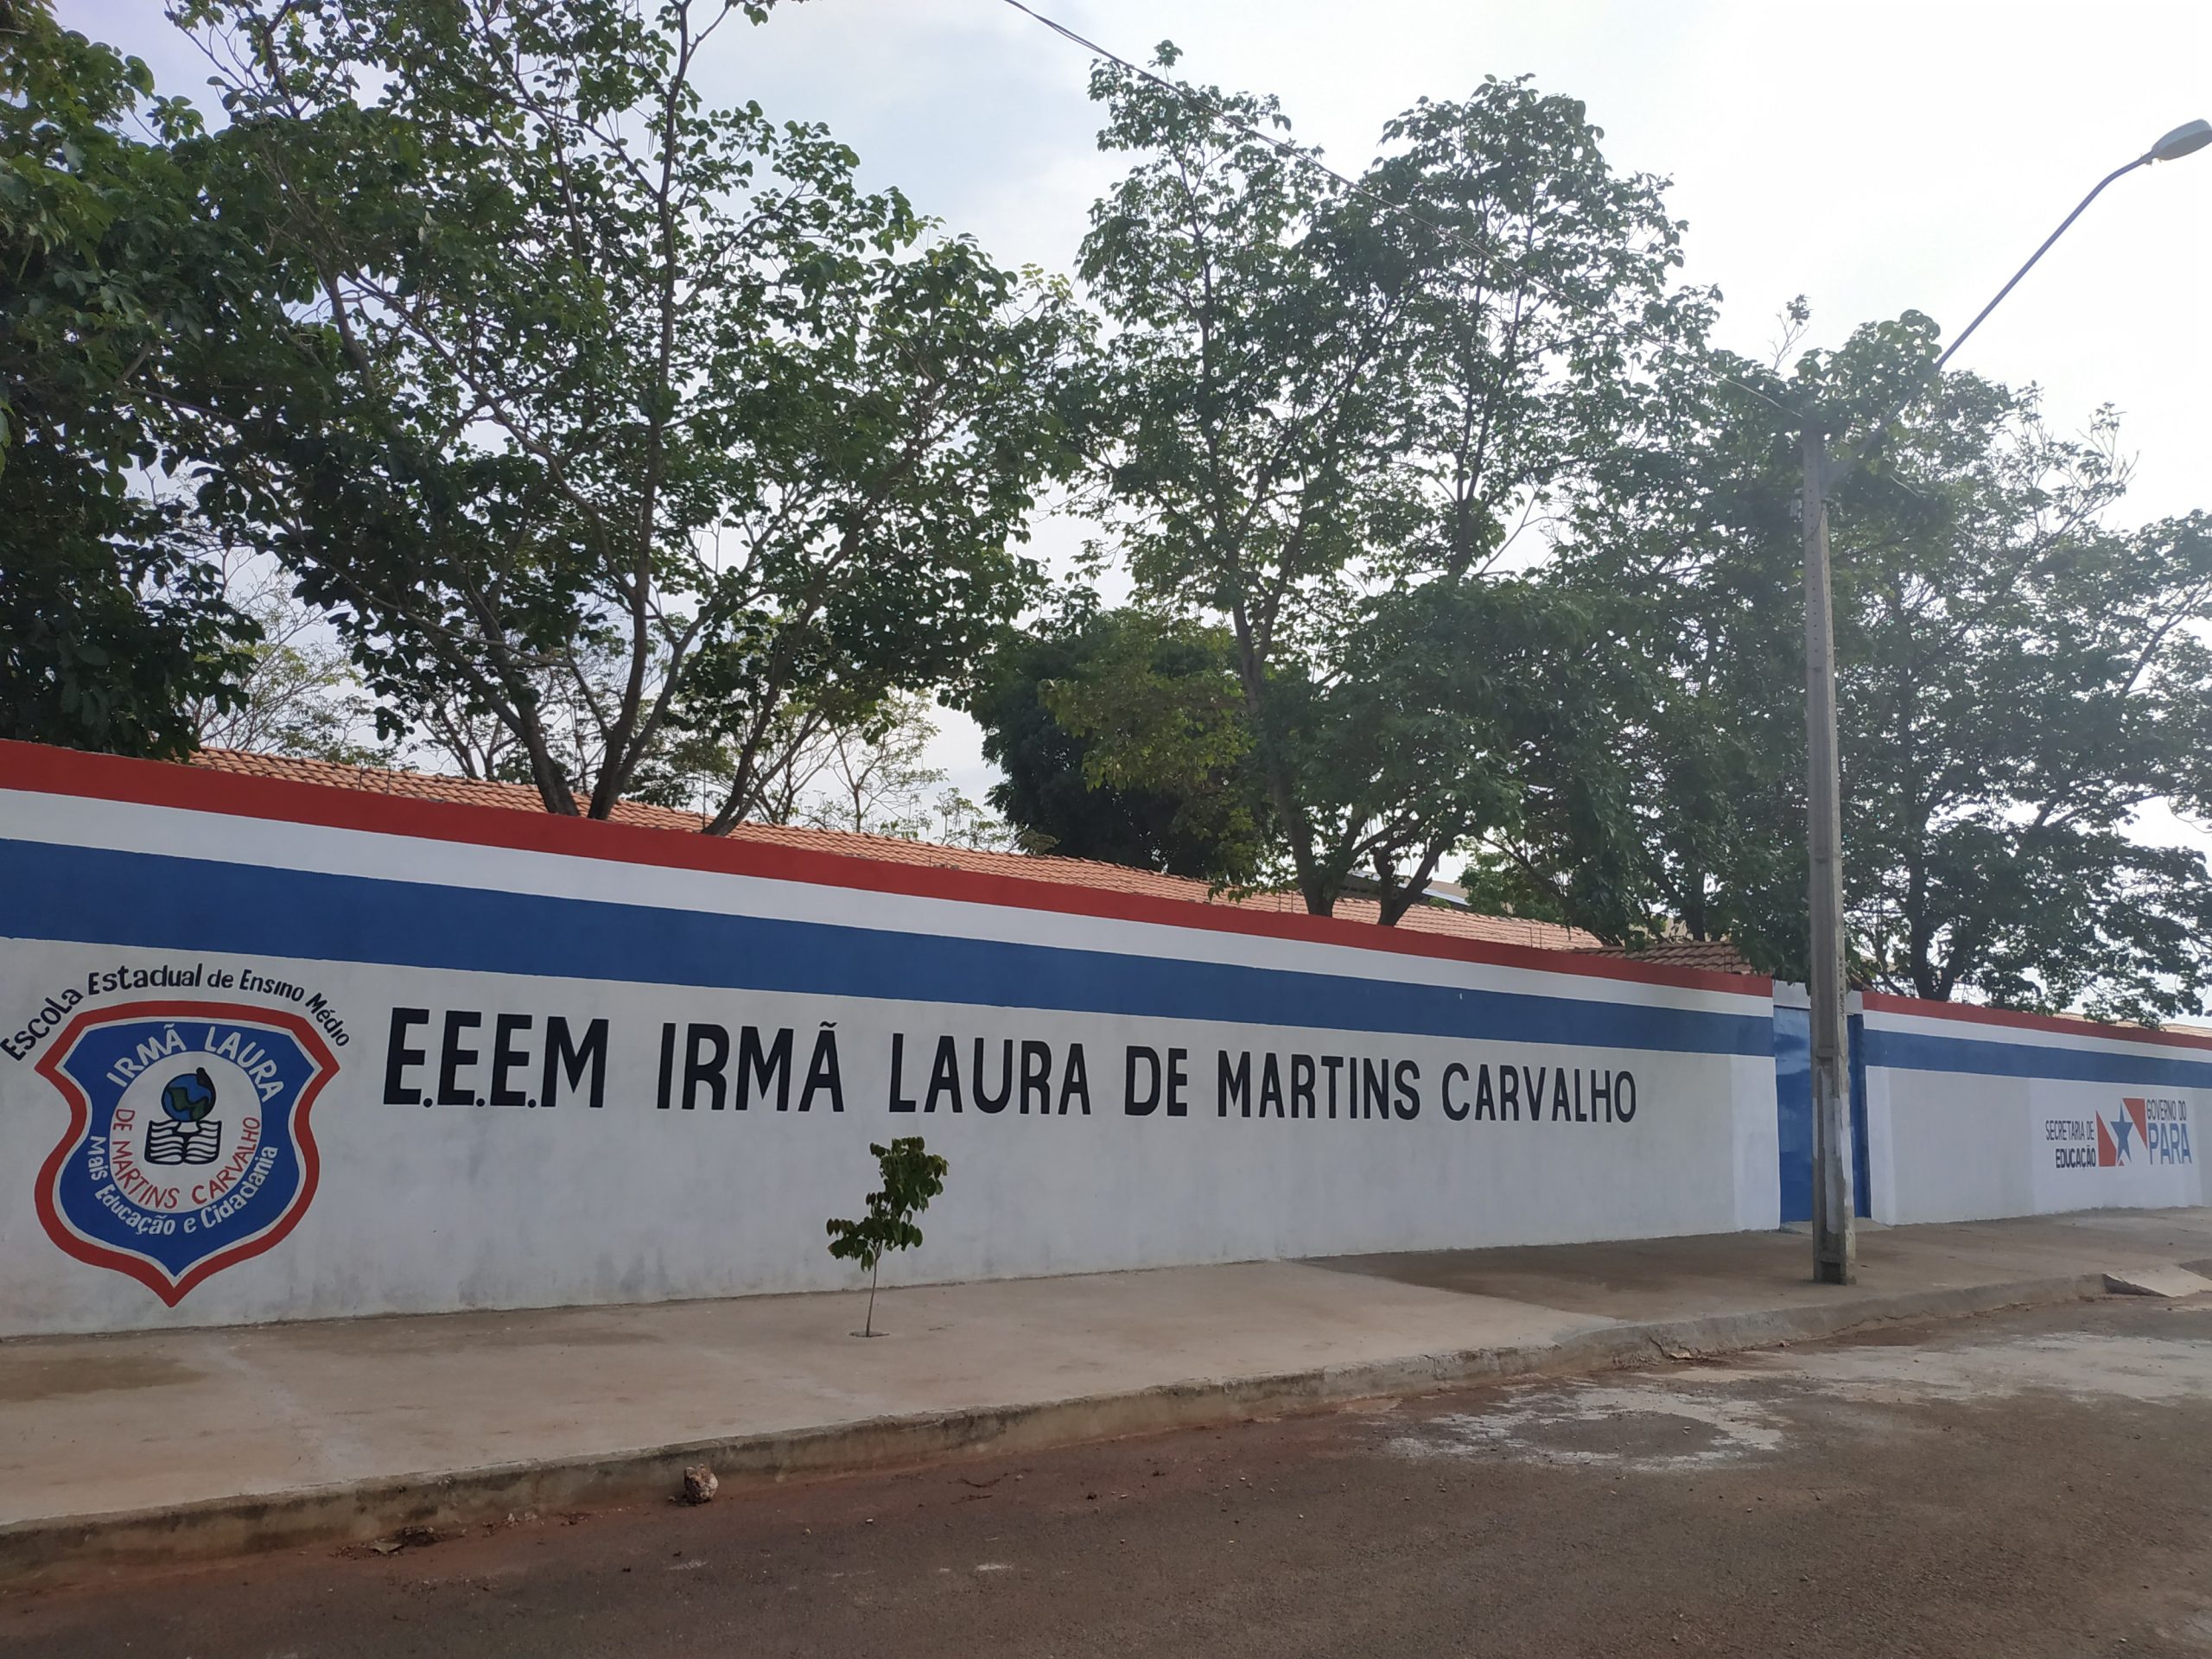 Escola Estadual de Ensino Médio
IRMÃ LAURA
DE MARTINS CARVALHO
Mais Educação e Cidadania
E.E.E.M IRMÃ LAURA DE MARTINS CARVALHO
SECRETARIA DE
EDUCAÇÃO
GOVERNO DO
PARÁ